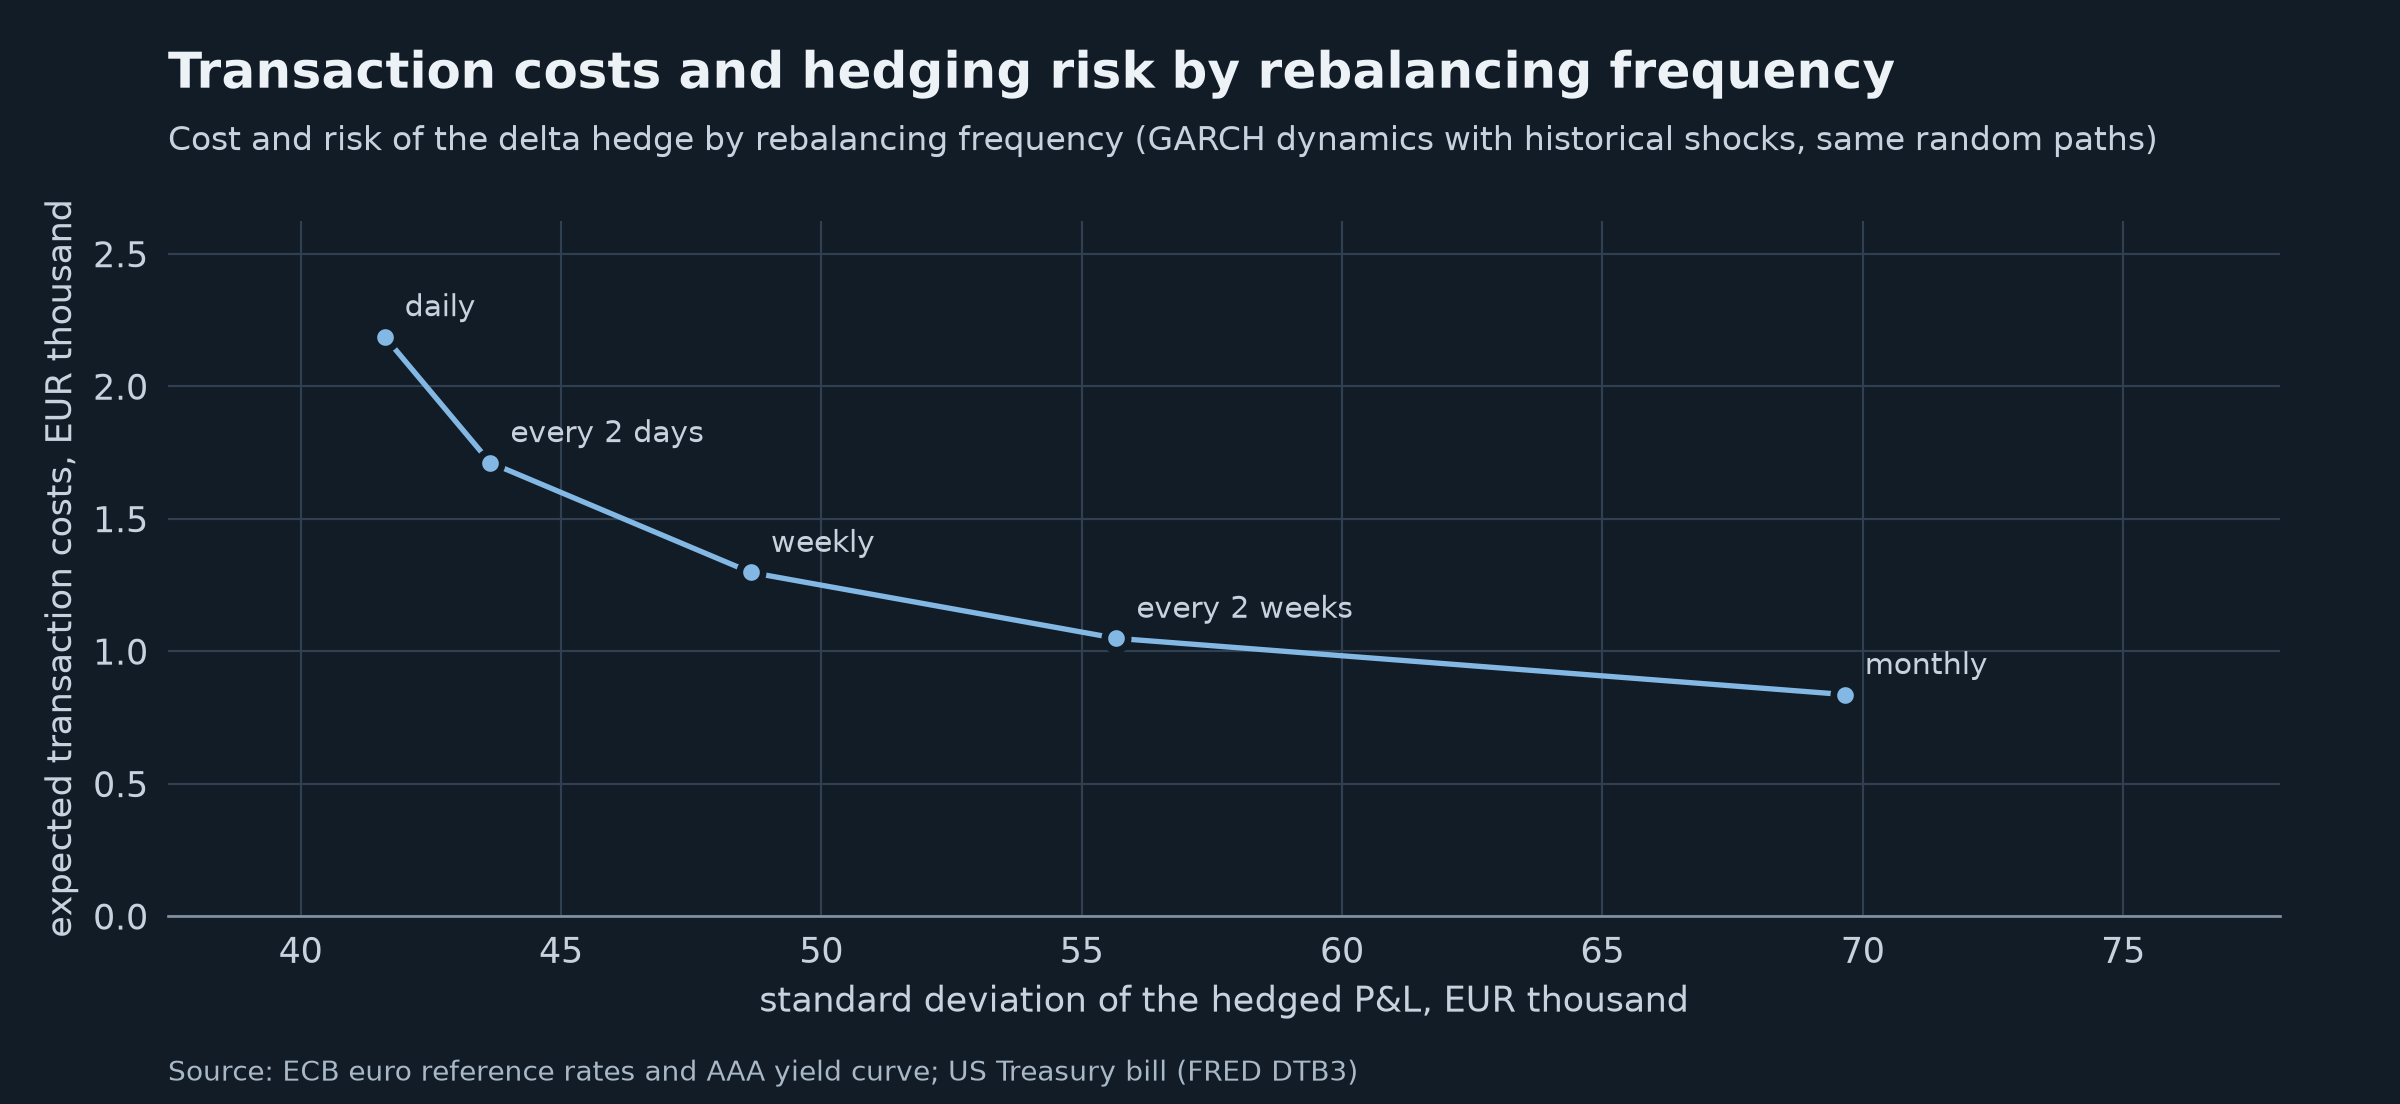 Transaction costs and hedging risk by rebalancing frequency
Cost and risk of the delta hedge by rebalancing frequency (GARCH dynamics with historical shocks, same random paths)
expected transaction costs, EUR thousand
2.5
2.0
1.5
1.0
0.5
0.0
daily
every 2 days
weekly
every 2 weeks
monthly
40 45 50 55 60 65 70 75
standard deviation of the hedged P&L, EUR thousand
Source: ECB euro reference rates and AAA yield curve; US Treasury bill (FRED DTB3)